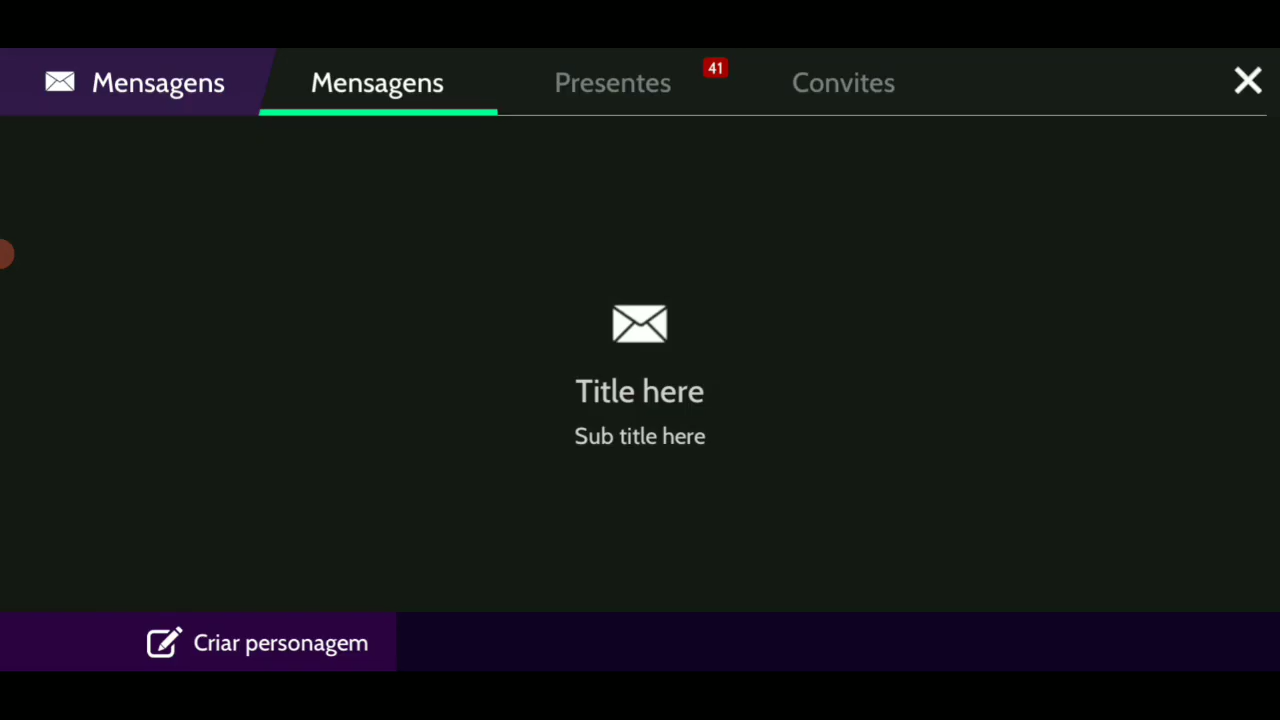 Mensagens
Mensagens
Presentes
41
Convites
Title here
Sub title here
Criar personagem